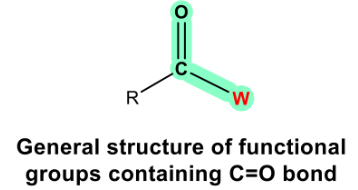 O
C
R
W
General structure of functional
groups containing C=O bond